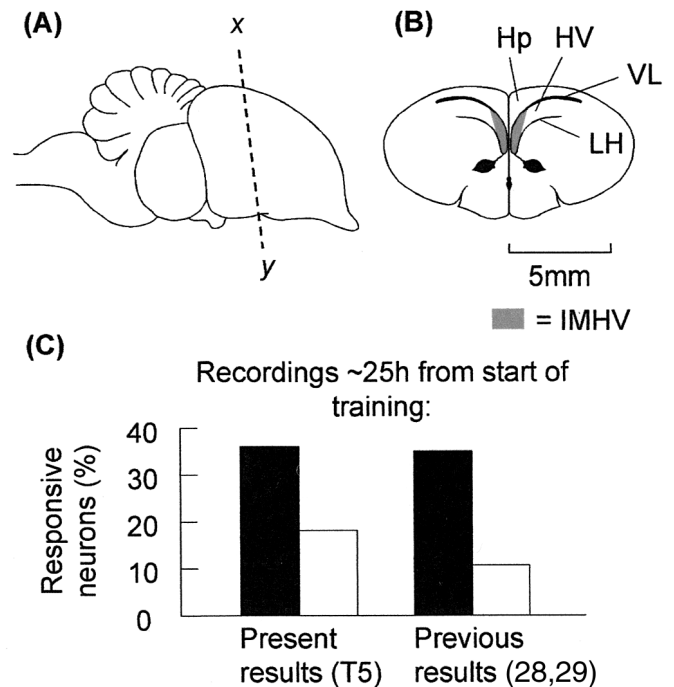 (A)
x
y
(B)
Hp
HV
VL
LH
5mm
= IMHV
(C)
Recordings ~25h from start of
training:
Responsive
neurons (%)
40
30
20
10
0
Present
results (T5)
Previous
results (28,29)